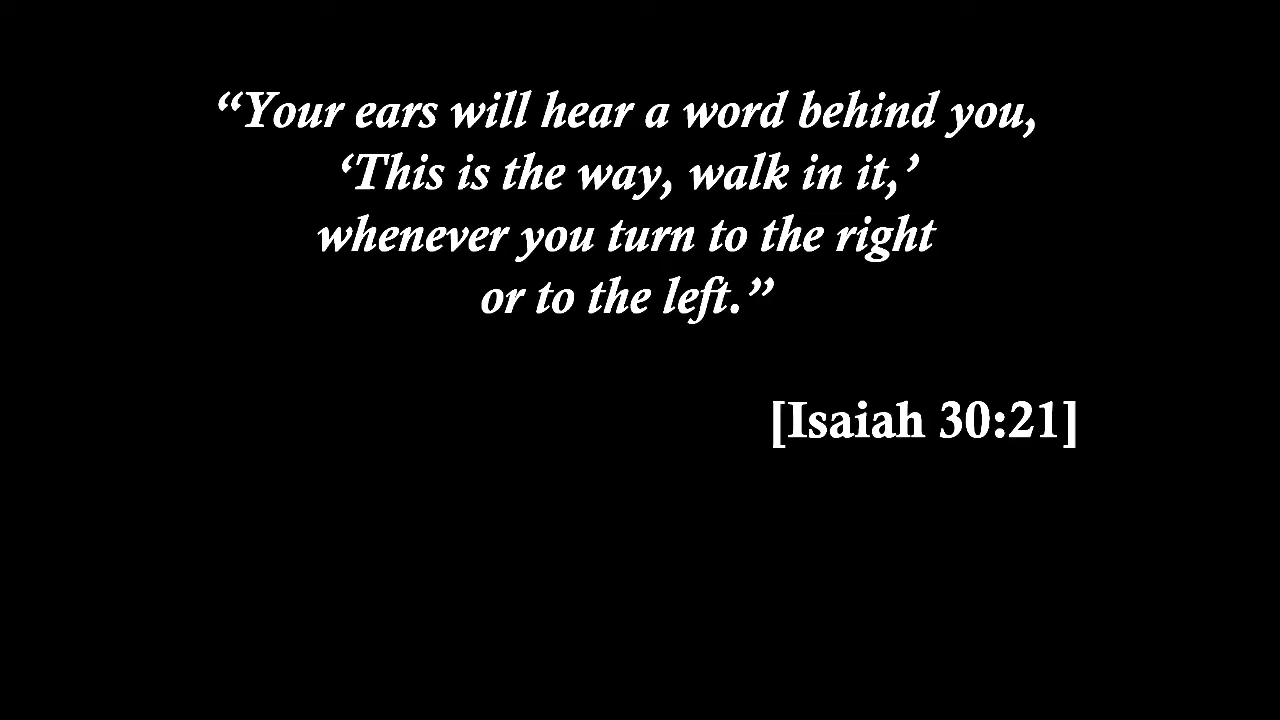 “Your ears will hear a word behind you,
‘This is the way, walk in it,’
whenever you turn to the right
or to the left.”
[Isaiah 30:21]